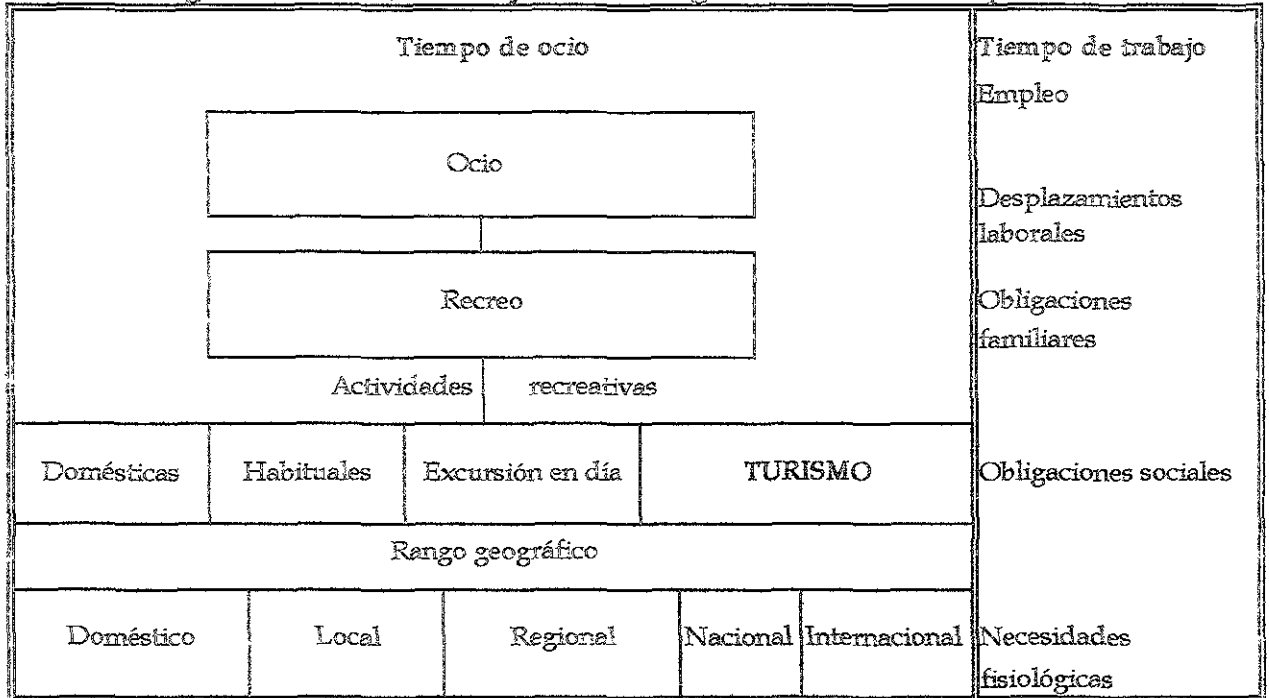 Tiempo de ocio
Tiempo de trabajo
Empleo
Ocio
Desplazamientos
laborales
Recreo
Obligaciones
familiares
Actividades recreativas
Domésticas Habituales Excursión en día TURISMO Obligaciones sociales
Rango geográfico
Doméstico Local Regional Nacional Internacional Necesidades
fisiológicas